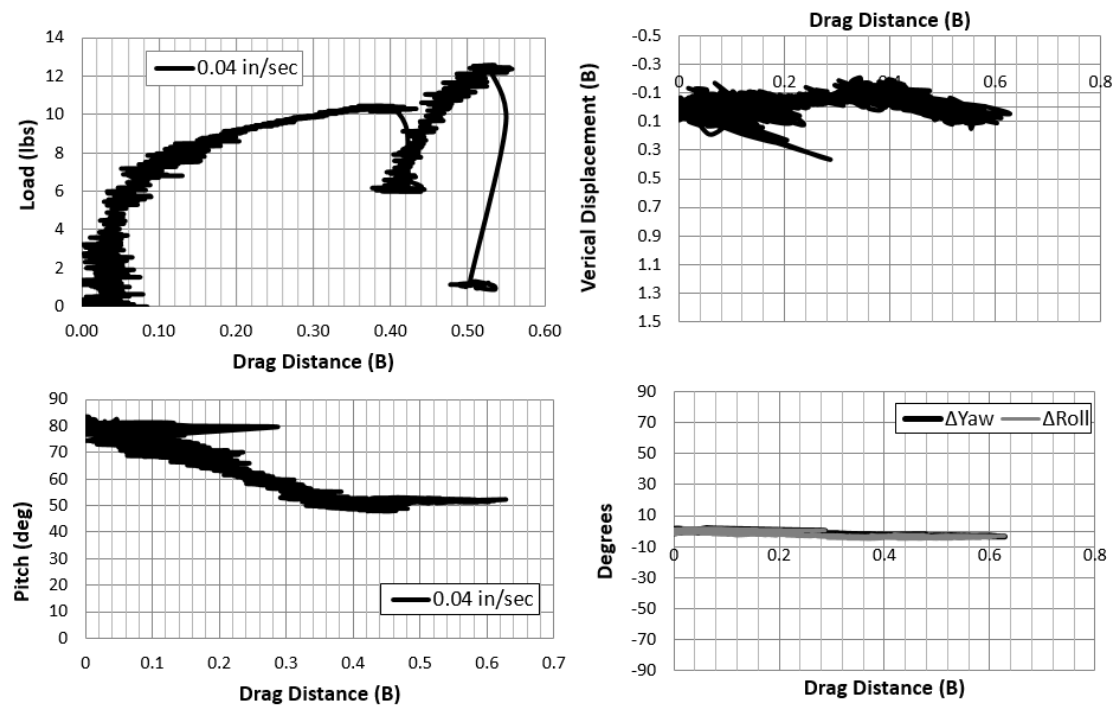 14
12
10
8
6
4
2
0
Load (lbs)
0.04 in/sec
0.00 0.10 0.20 0.30 0.40 0.50 0.60
Drag Distance (B)
Drag Distance (B)
-0.5
-0.3
-0.1
0.1
0.3
0.5
0.7
0.9
1.1
1.3
1.5
Verical Displacement (B)
0 0.2 0.4 0.6 0.8
90
80
70
60
50
40
30
20
10
0
Pitch (deg)
0.04 in/sec
0 0.1 0.2 0.3 0.4 0.5 0.6 0.7
Drag Distance (B)
90
70
50
30
10
-10
-30
-50
-70
-90
Degrees
ΔYaw ΔRoll
0 0.2 0.4 0.6 0.8
Drag Distance (B)